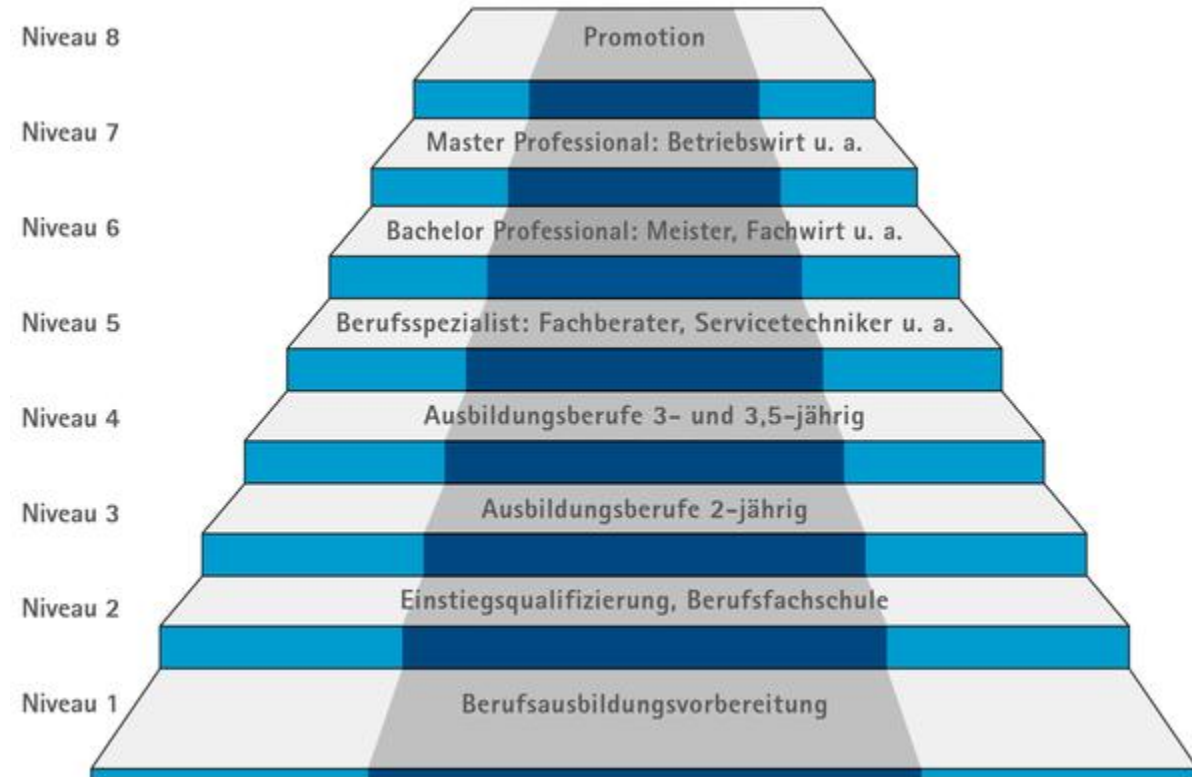 Niveau 8 Promotion
Niveau 7 Master Professional: Betriebswirt u. a.
Niveau 6 Bachelor Professional: Meister, Fachwirt u. a.
Niveau 5 Berufsspezialist: Fachberater, Servicetechniker u. a.
Niveau 4 Ausbildungsberufe 3- und 3,5-jährig
Niveau 3 Ausbildungsberufe 2-jährig
Niveau 2 Einstiegsqualifizierung, Berufsfachschule
Niveau 1 Berufsausbildungsvorbereitung